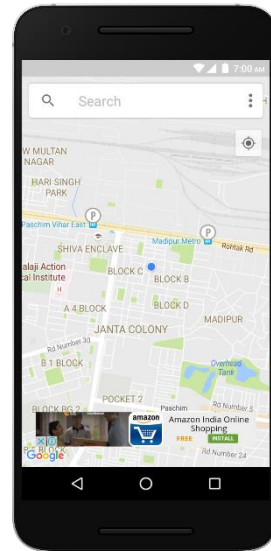 7:00 AM
Search
W MULTAN
NAGAR
HARI SINGH
PARK
P
Paschim Vihar East
P
Madipur Metro
Rohtak Rd
SHIVA ENCLAVE
alaji Action
cal Institute
H
BLOCK C
BLOCK B
A 4 BLOCK
BLOCK D
JANTA COLONY
MADIPUR
Rd Number 30
B 1 BLOCK
Overhead
Tank
POCKET 2
BLOCK BG 2
Paschim
Rd Number 5
amazon
Amazon India Online
Shopping
FREE
INSTALL
Google
BLOCK
Rd Number 24